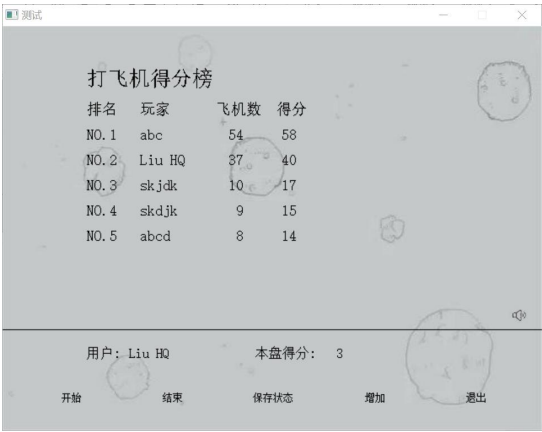 测试
打飞机得分榜
排名 玩家 飞机数 得分
NO.1 abc 54 58
NO.2 Liu HQ 37 40
NO.3 skjdk 10 17
NO.4 skdjk 9 15
NO.5 abcd 8 14
用户: Liu HQ 本盘得分: 3
开始 结束 保存状态 增加 退出